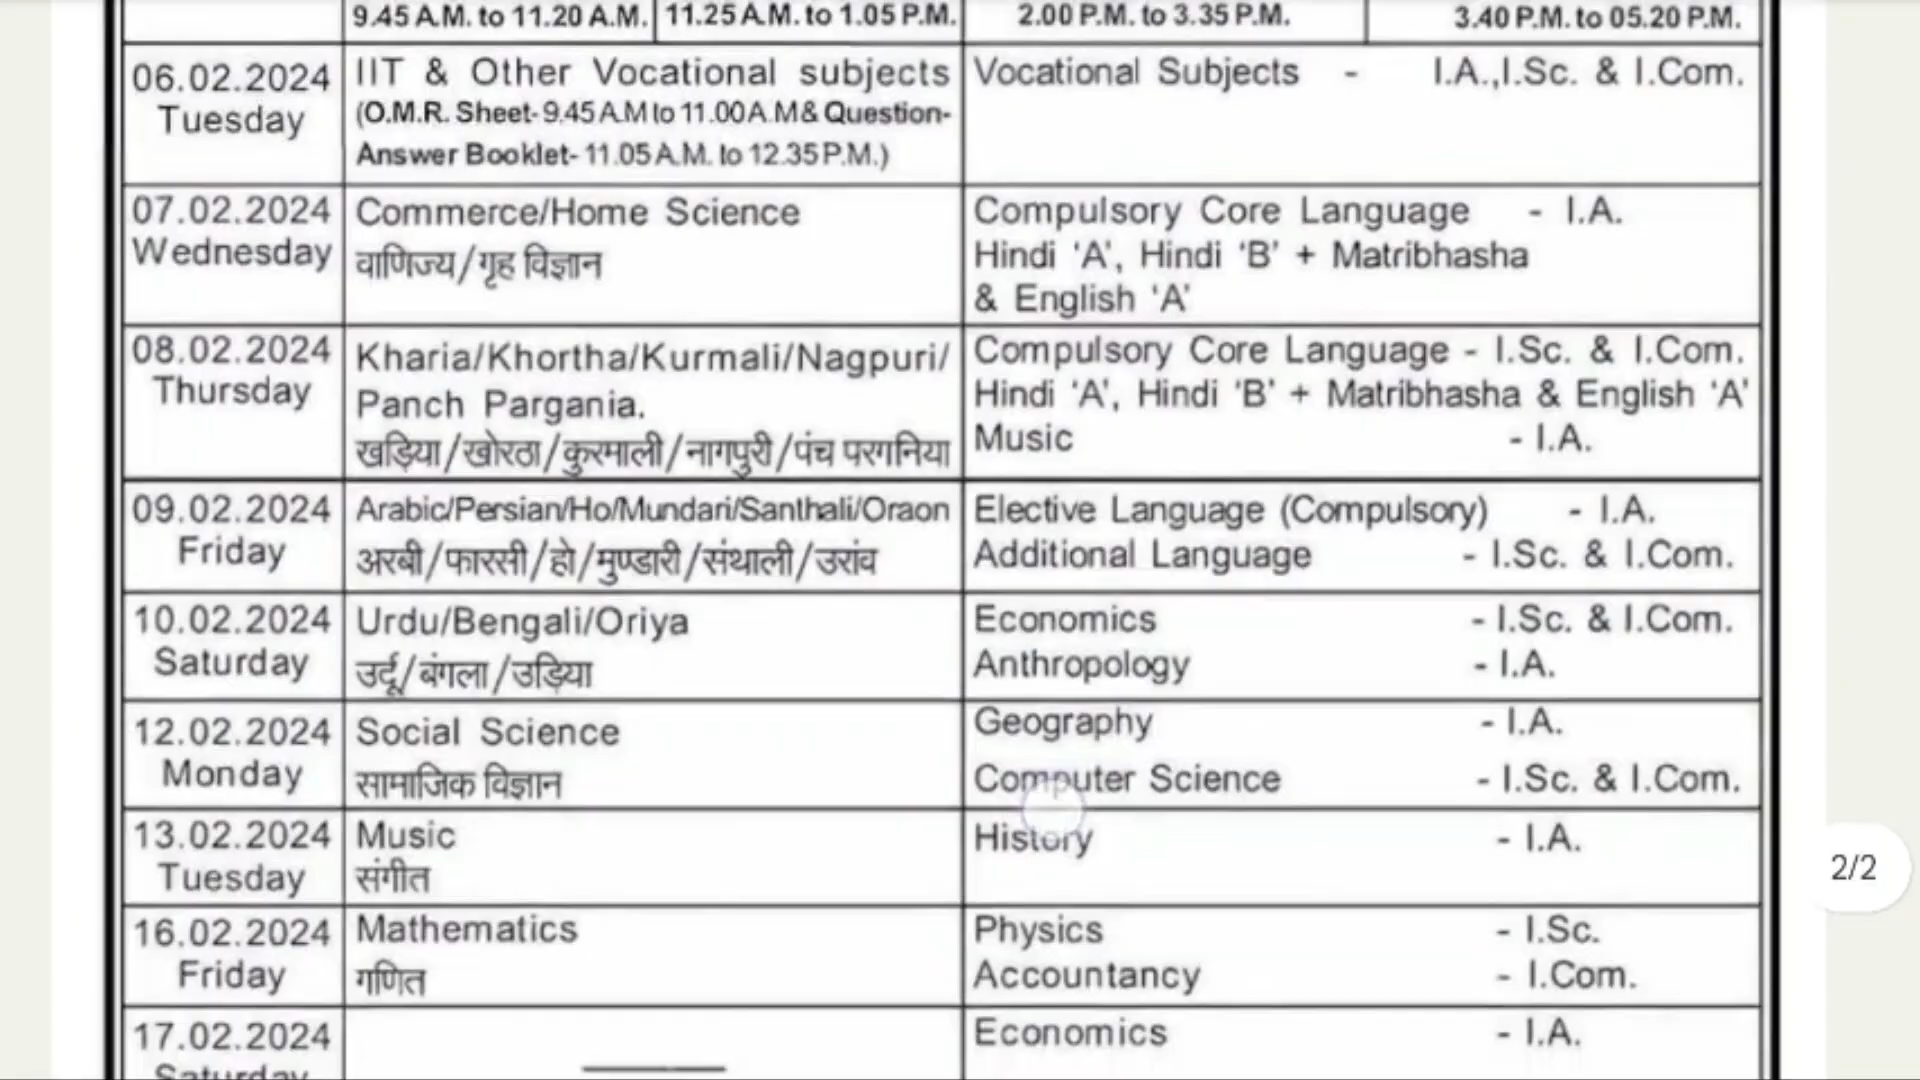 9.45 A.M. to 11.20 A.M. 11.25 A.M. to 1.05 P.M. 2.00 P.M. to 3.35 P.M. 3.40 P.M. to 05.20 P.M.
06.02.2024
Tuesday
IIT & Other Vocational subjects
(O.M.R. Sheet-9.45 A.M to 11.00 A.M & Question-
Answer Booklet- 11.05 A.M. to 12.35 P.M.)
Vocational Subjects - I.A.,I.Sc. & I.Com.
07.02.2024
Wednesday
Commerce/Home Science
वाणिज्य/गृह विज्ञान
Compulsory Core Language - I.A.
Hindi ‘A’, Hindi ‘B’ + Matribhasha
& English ‘A’
08.02.2024
Thursday
Kharia/Khortha/Kurmali/Nagpuri/
Panch Pargania.
खड़िया/खोरठा/कुरमाली/नागपुरी/पंच परगनिया
Compulsory Core Language - I.Sc. & I.Com.
Hindi ‘A’, Hindi ‘B’ + Matribhasha & English ‘A’
Music - I.A.
09.02.2024
Friday
Arabic/Persian/Ho/Mundari/Santhali/Oraon
अरबी/फारसी/हो/मुण्डारी/संथाली/उरांव
Elective Language (Compulsory) - I.A.
Additional Language - I.Sc. & I.Com.
10.02.2024
Saturday
Urdu/Bengali/Oriya
उर्दू/बंगला/उड़िया
Economics - I.Sc. & I.Com.
Anthropology - I.A.
12.02.2024
Monday
Social Science
सामाजिक विज्ञान
Geography - I.A.
Computer Science - I.Sc. & I.Com.
13.02.2024
Tuesday
Music
संगीत
History - I.A.
16.02.2024
Friday
Mathematics
गणित
Physics - I.Sc.
Accountancy - I.Com.
17.02.2024
Saturday
Economics - I.A.
2/2